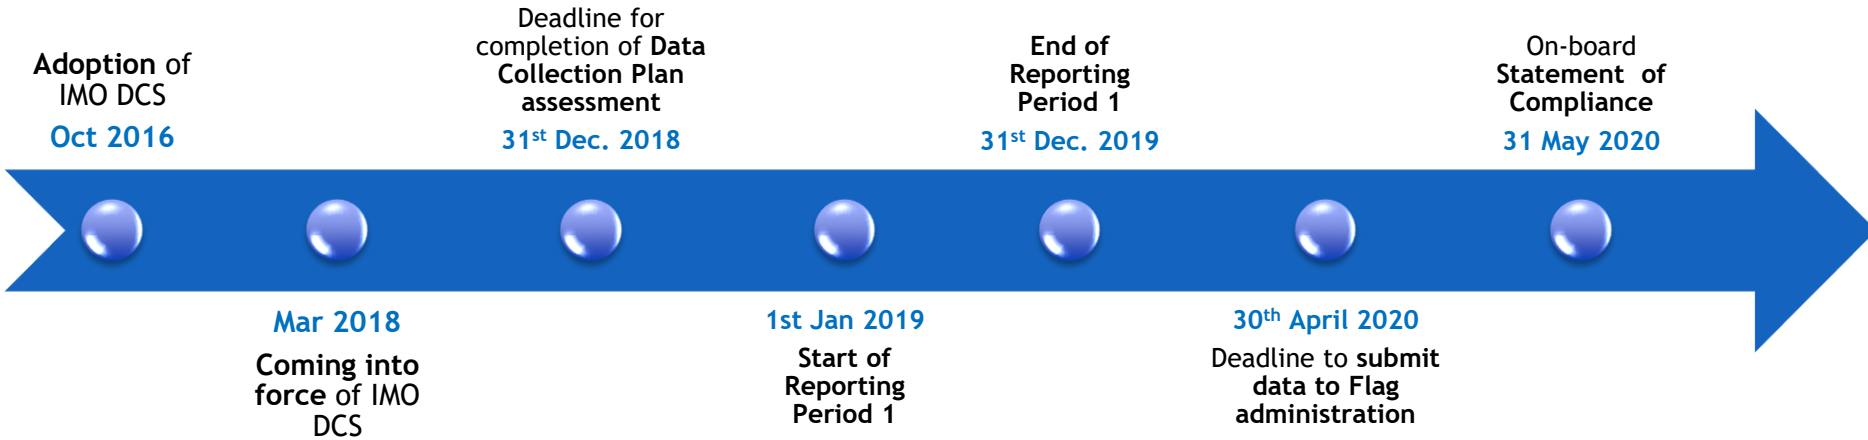 Adoption of
IMO DCS
Oct 2016
Mar 2018
Coming into
force of IMO
DCS
Deadline for
completion of Data
Collection Plan
assessment
31st Dec. 2018
1st Jan 2019
Start of
Reporting
Period 1
End of
Reporting
Period 1
31st Dec. 2019
30th April 2020
Deadline to submit
data to Flag
administration
On-board
Statement of
Compliance
31 May 2020